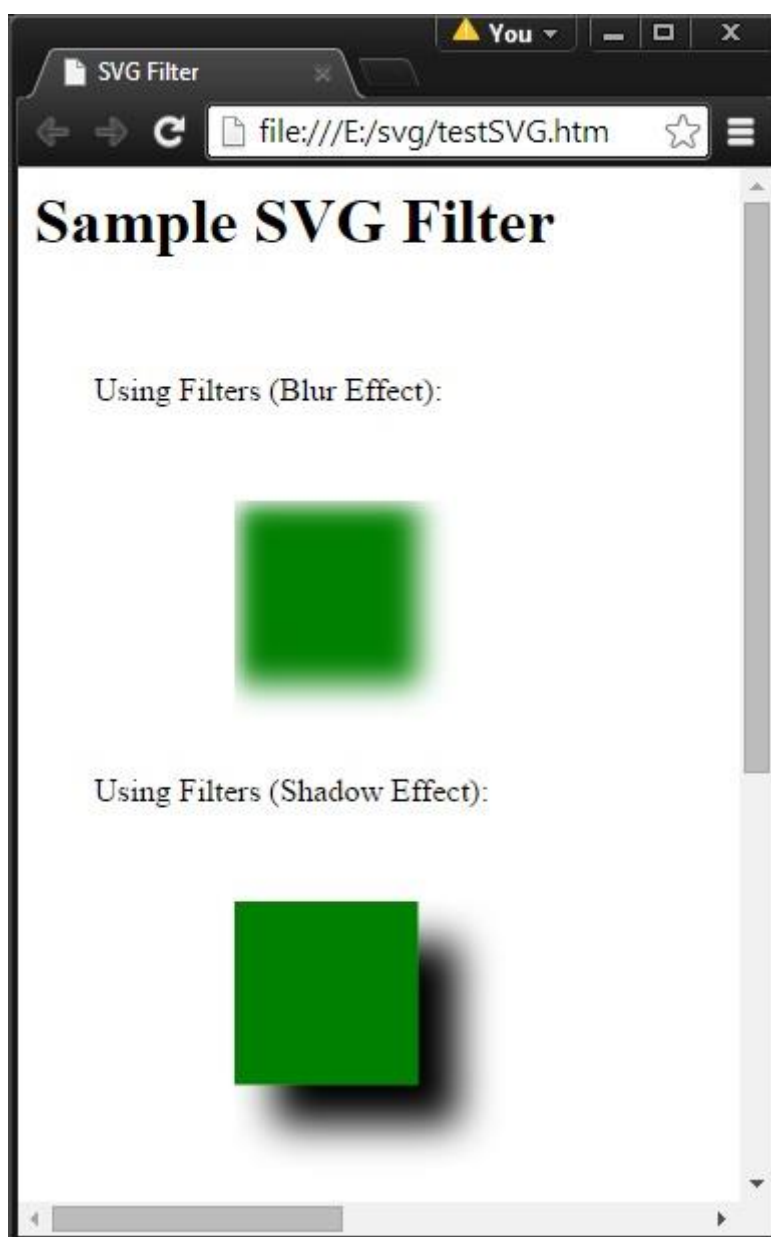 You
SVG Filter
file:///E:/svg/testSVG.htm
Sample SVG Filter
Using Filters (Blur Effect):
Using Filters (Shadow Effect):